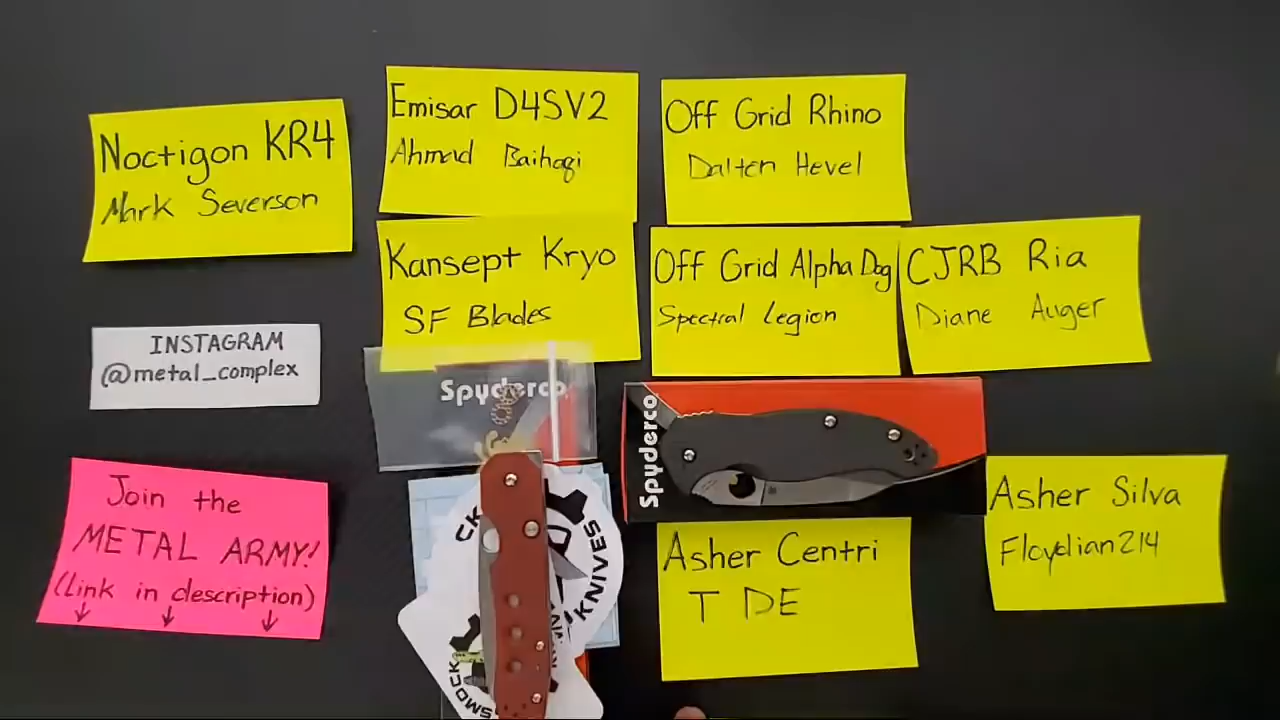 Noctigon KR4
Mark Severson
Emisar D4SV2
Ahmad Baihaqi
Off Grid Rhino
Dalton Hevel
Kansept Kryo
SF Blades
Off Grid Alpha Dog
Spectral Legion
CJRB Ria
Diane Auger
INSTAGRAM
@metal_complex
Spyderco
Spyderco
Join the
METAL ARMY!
(Link in description)
KNIVES
SMOCK
Asher Centri
T DE
Asher Silva
Floydian214